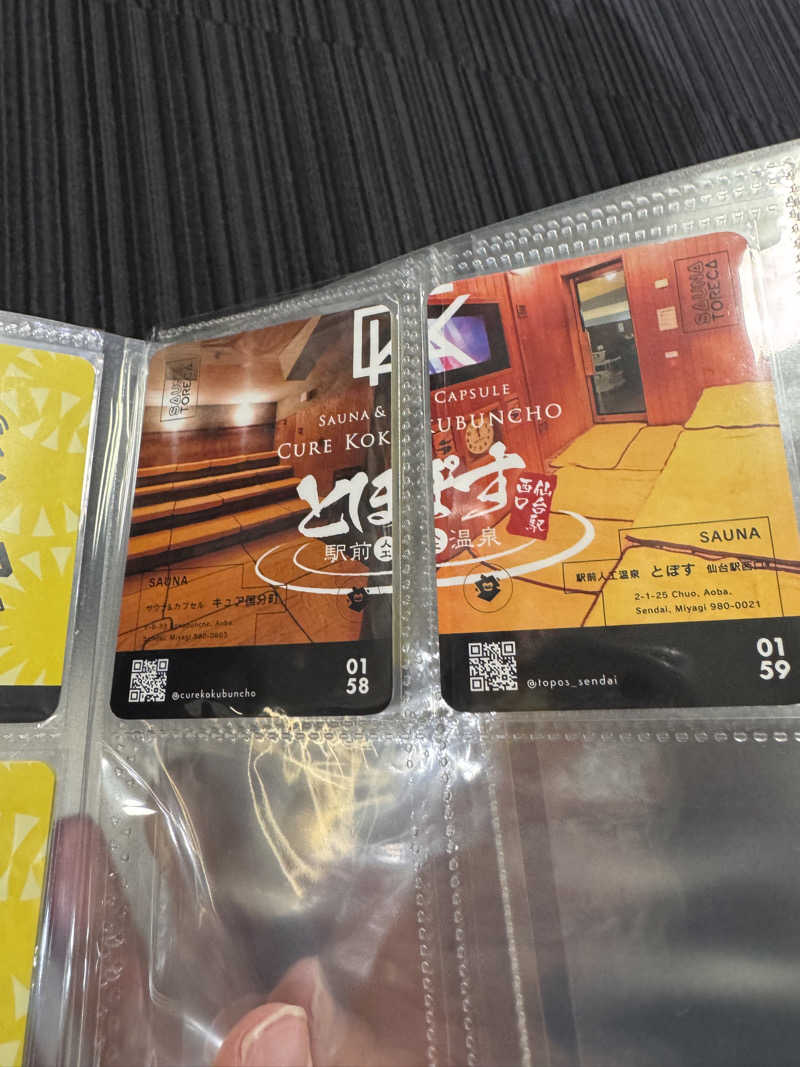 SAUNA
TORECA
SAUNA &
CURE KOK
とほ
駅前人工
SAUNA
サウナ&カプセル キュア国分町
Sendai, Miyagi 980-0803
@curekokubuncho
01
58
SAUNA
TORECA
CAPSULE
KUBUNCHO
ぽす
仙台駅
西口
温泉
SAUNA
駅前人工温泉 とぽす 仙台駅西口
2-1-25 Chuo, Aoba,
Sendai, Miyagi 980-0021
@topos_sendai
01
59